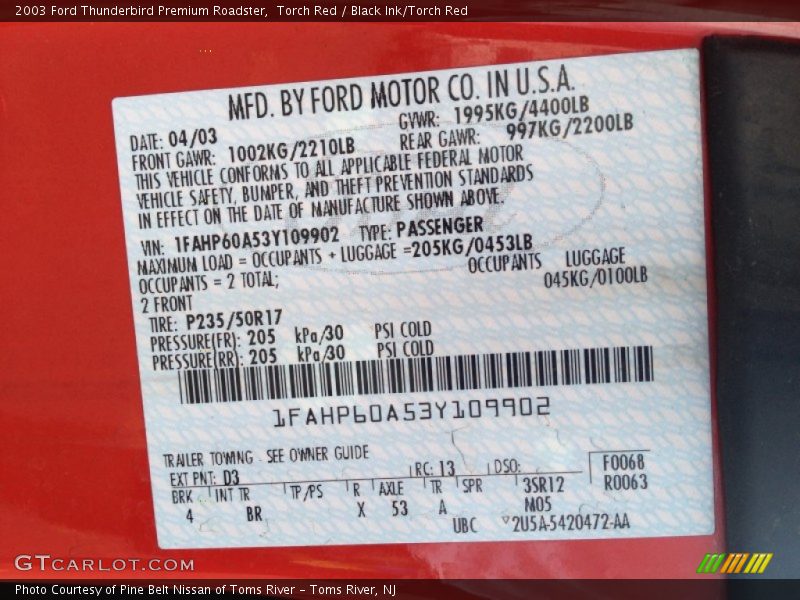 2003 Ford Thunderbird Premium Roadster,  Torch Red / Black Ink/Torch Red
MFD. BY FORD MOTOR CO. IN U.S.A.
DATE: 04/03 GVWR: 1995KG/4400LB
FRONT GAWR: 1002KG/2210LB REAR GAWR: 997KG/2200LB
THIS VEHICLE CONFORMS TO ALL APPLICABLE FEDERAL MOTOR
VEHICLE SAFETY, BUMPER, AND THEFT PREVENTION STANDARDS
IN EFFECT ON THE DATE OF MANUFACTURE SHOWN ABOVE.
VIN: 1FAHP60A53Y109902 TYPE: PASSENGER
MAXIMUM LOAD = OCCUPANTS + LUGGAGE =205KG/0453LB
OCCUPANTS = 2 TOTAL; OCCUPANTS LUGGAGE
2 FRONT 045KG/0100LB
TIRE: P235/50R17
PRESSURE(FR): 205 kPa/30 PSI COLD
PRESSURE(RR): 205 kPa/30 PSI COLD
1FAHP60A53Y109902
TRAILER TOWING - SEE OWNER GUIDE
EXT PNT: D3 RC: 13 DSO: F0068
BRK INT TR TP/PS R AXLE TR SPR 3SR12 R0063
4 BR X 53 A N05
UBC 2U5A-5420472-AA
GTCARLOT.COM
Photo Courtesy of Pine Belt Nissan of Toms River – Toms River, NJ